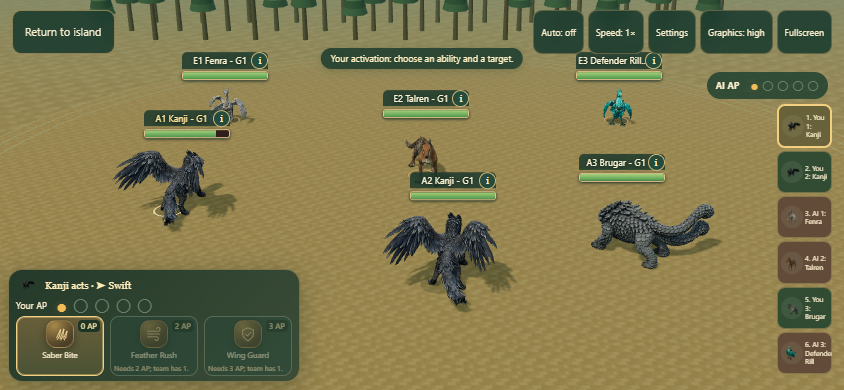 Return to island
Auto: off
Speed: 1×
Settings
Graphics: high
Fullscreen
Your activation: choose an ability and a target.
E1 Fenra - G1 i
E3 Defender Rill... i
AI AP
E2 Talren - G1 i
A1 Kanji - G1 i
A3 Brugar - G1 i
A2 Kanji - G1 i
1. You
1:
Kanji
2. You
2: Kanji
3. AI 1:
Fenra
4. AI 2:
Talren
5. You
3:
Brugar
6. AI 3:
Defender
Rill
Kanji acts · ➤ Swift
Your AP
0 AP
Saber Bite
2 AP
Feather Rush
Needs 2 AP; team has 1.
3 AP
Wing Guard
Needs 3 AP; team has 1.